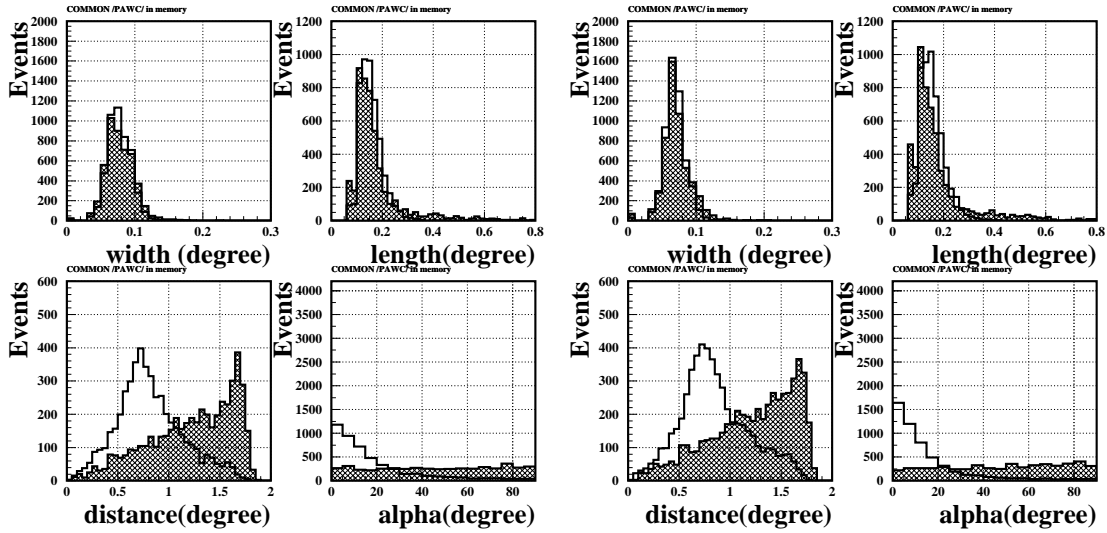 COMMON /PAWC/ in memory
Events
2000
1800
1600
1400
1200
1000
800
600
400
200
0
0 0.1 0.2 0.3
width (degree)
COMMON /PAWC/ in memory
Events
1200
1000
800
600
400
200
0
0 0.2 0.4 0.6 0.8
length(degree)
COMMON /PAWC/ in memory
Events
2000
1800
1600
1400
1200
1000
800
600
400
200
0
0 0.1 0.2 0.3
width (degree)
COMMON /PAWC/ in memory
Events
1200
1000
800
600
400
200
0
0 0.2 0.4 0.6 0.8
length(degree)
COMMON /PAWC/ in memory
Events
600
500
400
300
200
100
0
0 0.5 1 1.5 2
distance(degree)
COMMON /PAWC/ in memory
Events
4000
3500
3000
2500
2000
1500
1000
500
0
0 20 40 60 80
alpha(degree)
COMMON /PAWC/ in memory
Events
600
500
400
300
200
100
0
0 0.5 1 1.5 2
distance(degree)
COMMON /PAWC/ in memory
Events
4000
3500
3000
2500
2000
1500
1000
500
0
0 20 40 60 80
alpha(degree)